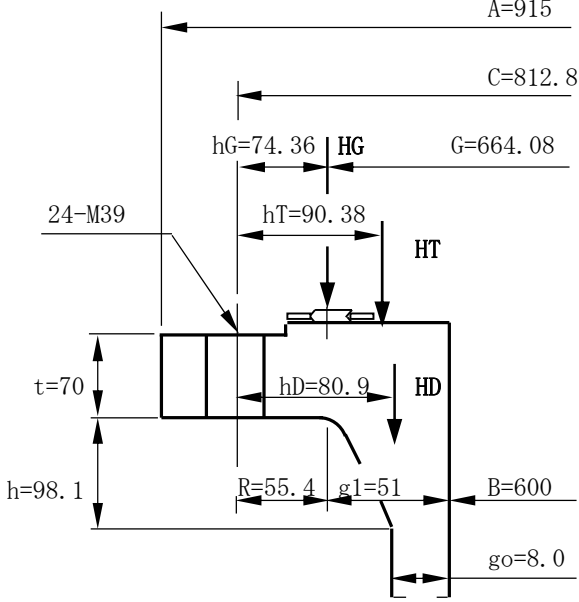 A=915
C=812.8
hG=74.36 HG G=664.08
24-M39 hT=90.38
HT
t=70 hD=80.9 HD
h=98.1 R=55.4 g1=51 B=600
go=8.0